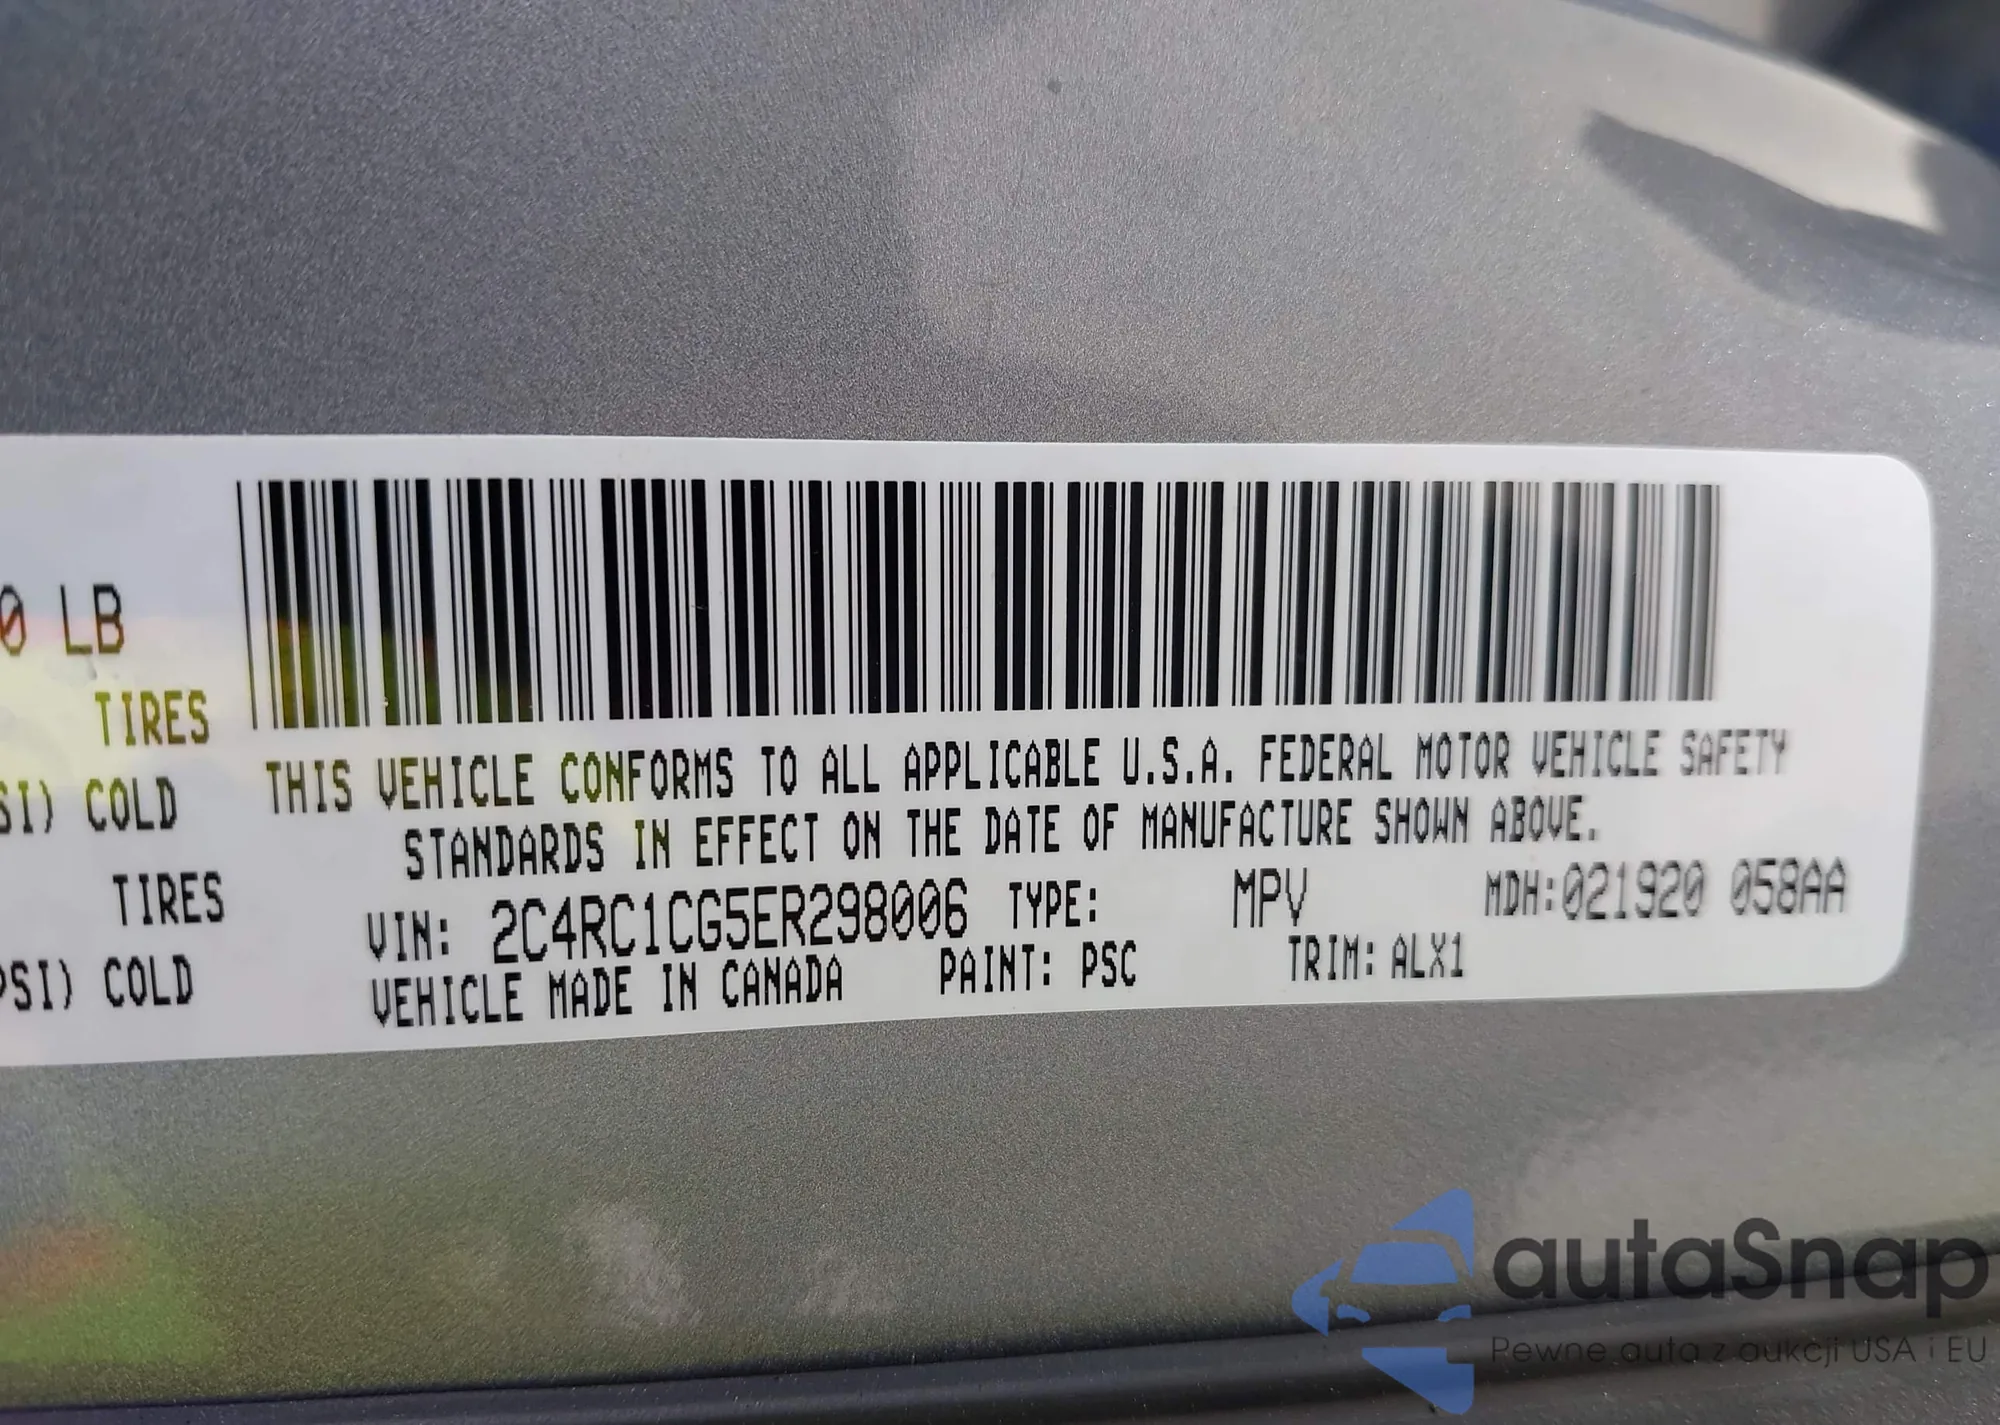 0 LB
TIRES
SI) COLD
TIRES
PSI) COLD
THIS VEHICLE CONFORMS TO ALL APPLICABLE U.S.A. FEDERAL MOTOR VEHICLE SAFETY
STANDARDS IN EFFECT ON THE DATE OF MANUFACTURE SHOWN ABOVE.
VIN: 2C4RC1CG5ER298006 TYPE: MPV MDH:021920 058AA
VEHICLE MADE IN CANADA PAINT: PSC TRIM: ALX1
autaSnap
Pewne auta z aukcji USA i EU